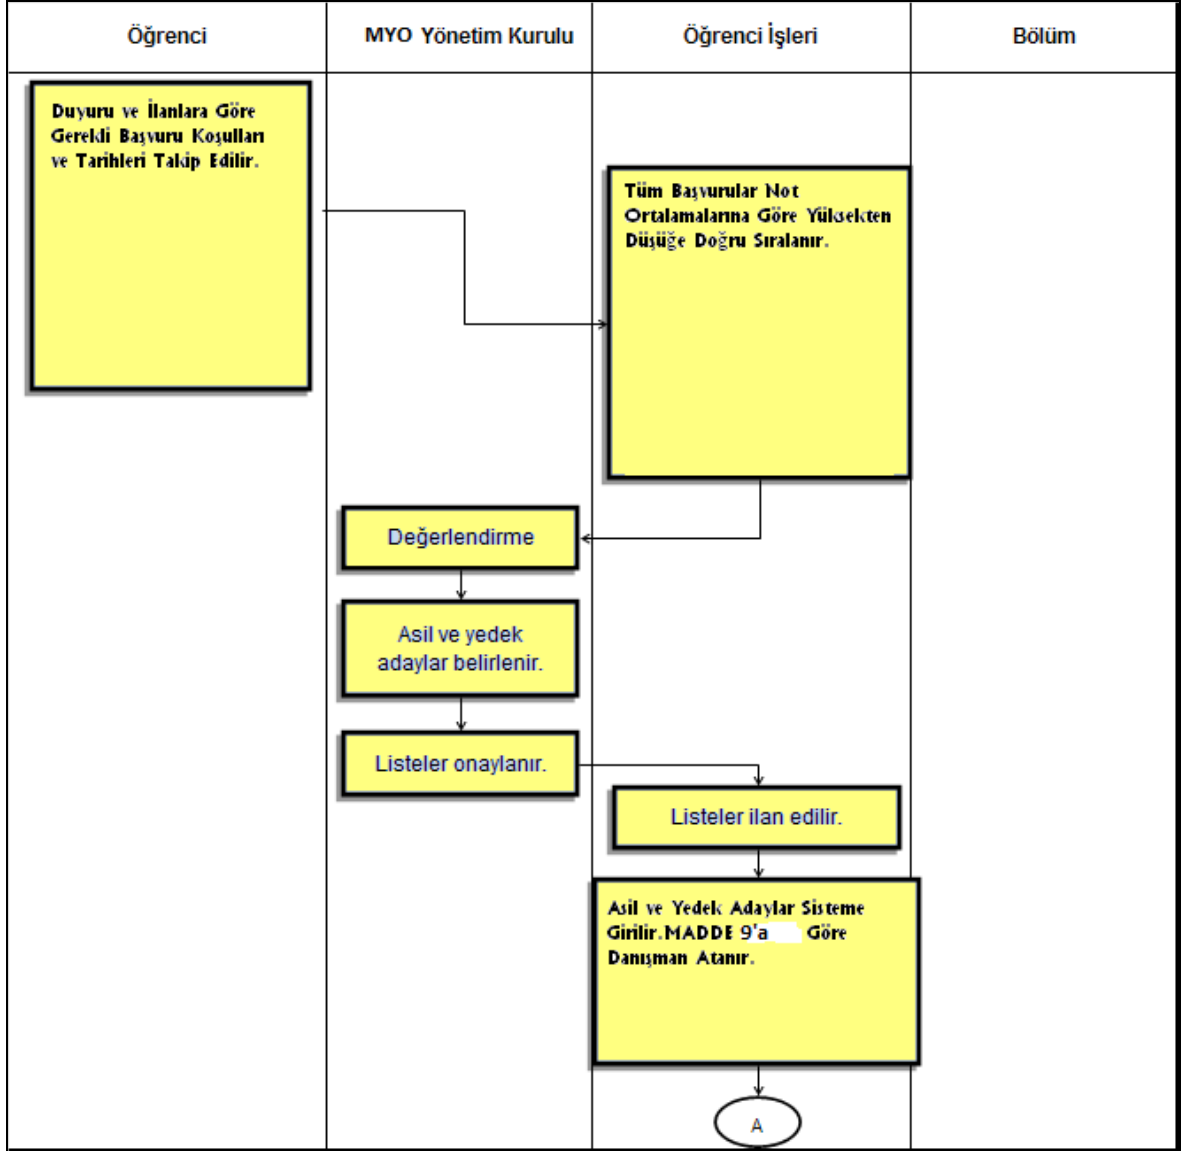 Öğrenci
MYO Yönetim Kurulu
Öğrenci İşleri
Bölüm
Duyuru ve İlanlara Göre
Gerekli Başvuru Koşulları
ve Tarihleri Takip Edilir.
Tüm Başvurular Not
Ortalamalarına Göre Yüksekten
Düşüğe Doğru Sıralanır.
Değerlendirme
Asil ve yedek
adaylar belirlenir.
Listeler onaylanır.
Listeler ilan edilir.
Asil ve Yedek Adaylar Sisteme
Girilir.MADDE 9'a Göre
Danışman Atanır.
A